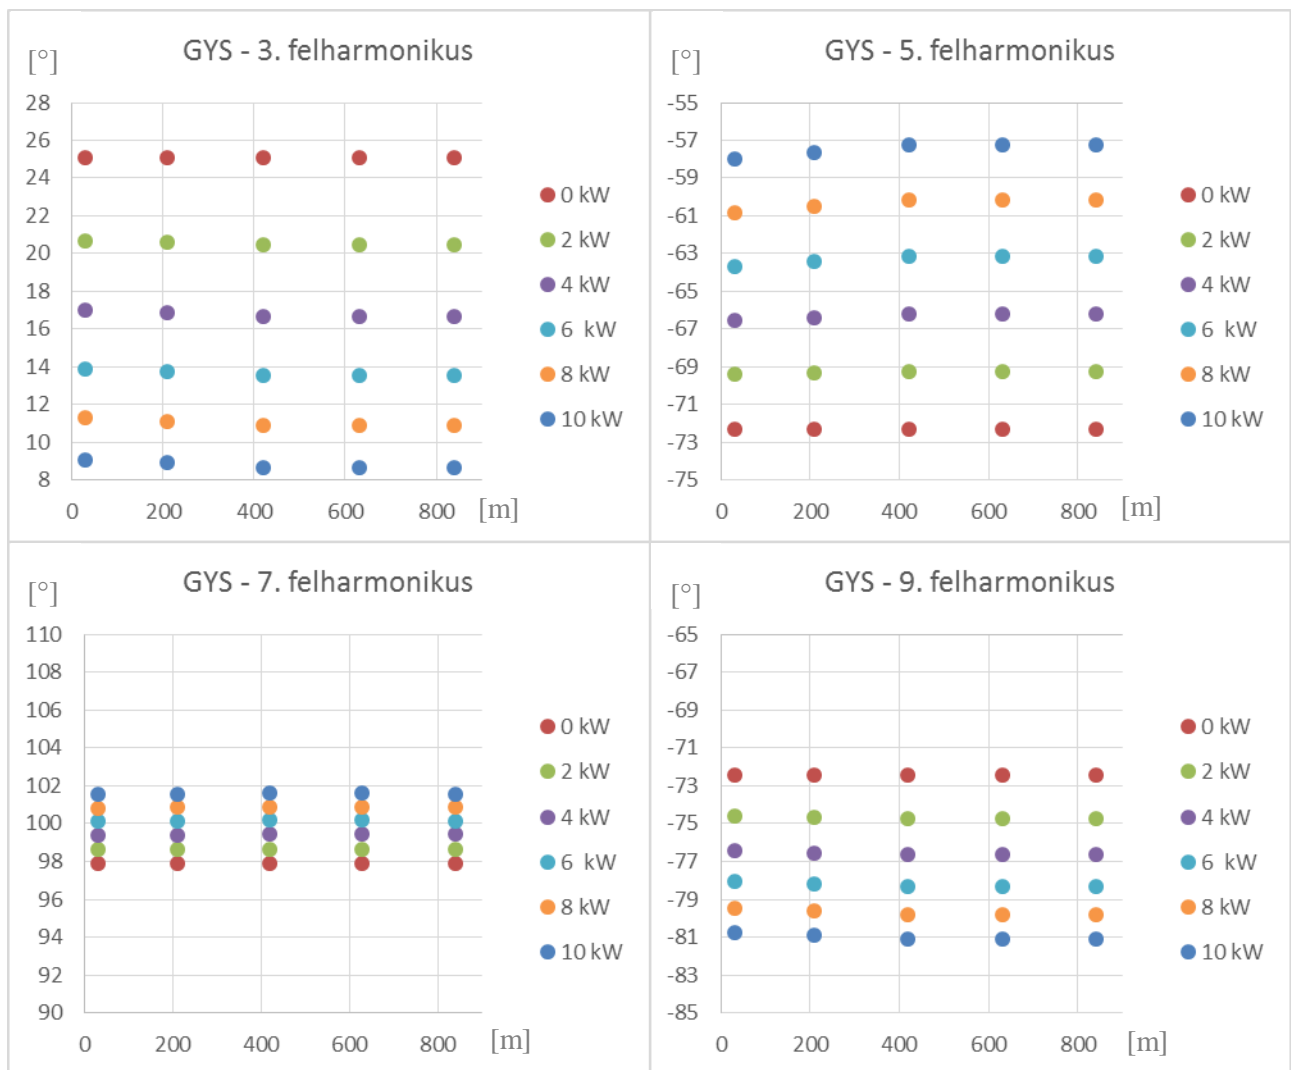 GYS - 3. felharmonikus
[°]
28
26
24
22
20
18
16
14
12
10
8
0
200
400
600
800
[m]
0 kW
2 kW
4 kW
6 kW
8 kW
10 kW
GYS - 5. felharmonikus
[°]
-55
-57
-59
-61
-63
-65
-67
-69
-71
-73
-75
0
200
400
600
800
[m]
0 kW
2 kW
4 kW
6 kW
8 kW
10 kW
GYS - 7. felharmonikus
[°]
110
108
106
104
102
100
98
96
94
92
90
0
200
400
600
800
[m]
0 kW
2 kW
4 kW
6 kW
8 kW
10 kW
GYS - 9. felharmonikus
[°]
-65
-67
-69
-71
-73
-75
-77
-79
-81
-83
-85
0
200
400
600
800
[m]
0 kW
2 kW
4 kW
6 kW
8 kW
10 kW